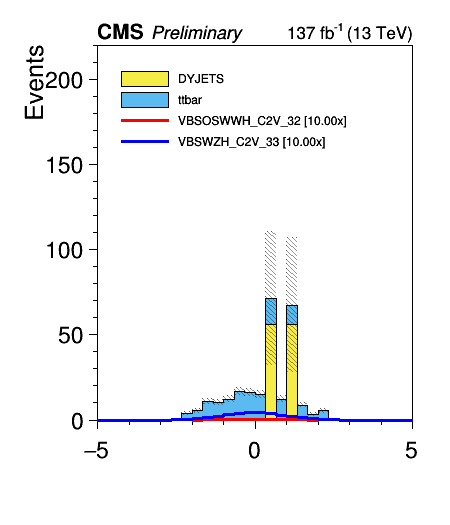 CMS Preliminary 137 fb⁻¹ (13 TeV)
Events
DYJETS
ttbar
VBSOSWWH_C2V_32 [10.00x]
VBSWZH_C2V_33 [10.00x]
200
150
100
50
0
−5 0 5